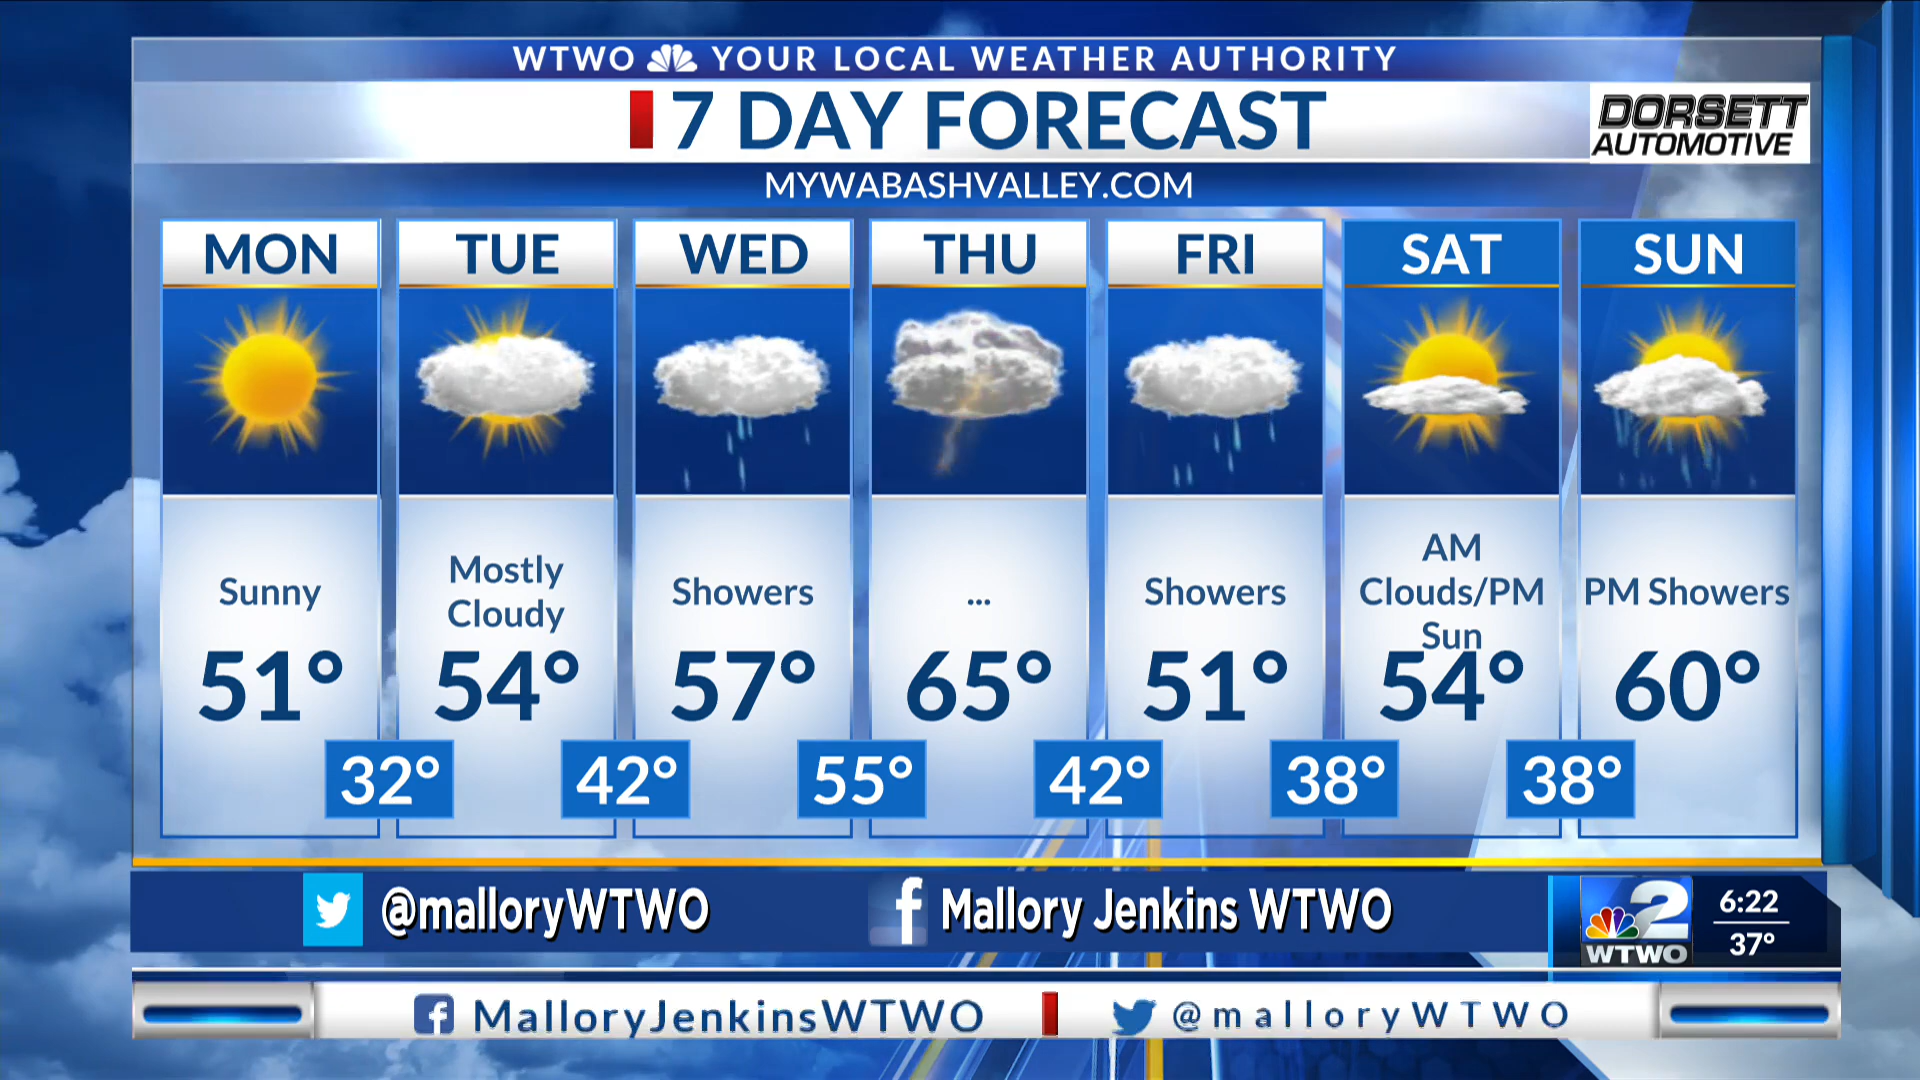 WTWO YOUR LOCAL WEATHER AUTHORITY
7 DAY FORECAST
DORSETT
AUTOMOTIVE
MYWABASHVALLEY.COM
MON TUE WED THU FRI SAT SUN
Sunny
Mostly
Cloudy
Showers
...
Showers
AM
Clouds/PM
Sun
PM Showers
51° 54° 57° 65° 51° 54° 60°
32° 42° 55° 42° 38° 38°
@malloryWTWO
f Mallory Jenkins WTWO
2
WTWO
6:22
37°
f MalloryJenkinsWTWO @malloryWTWO